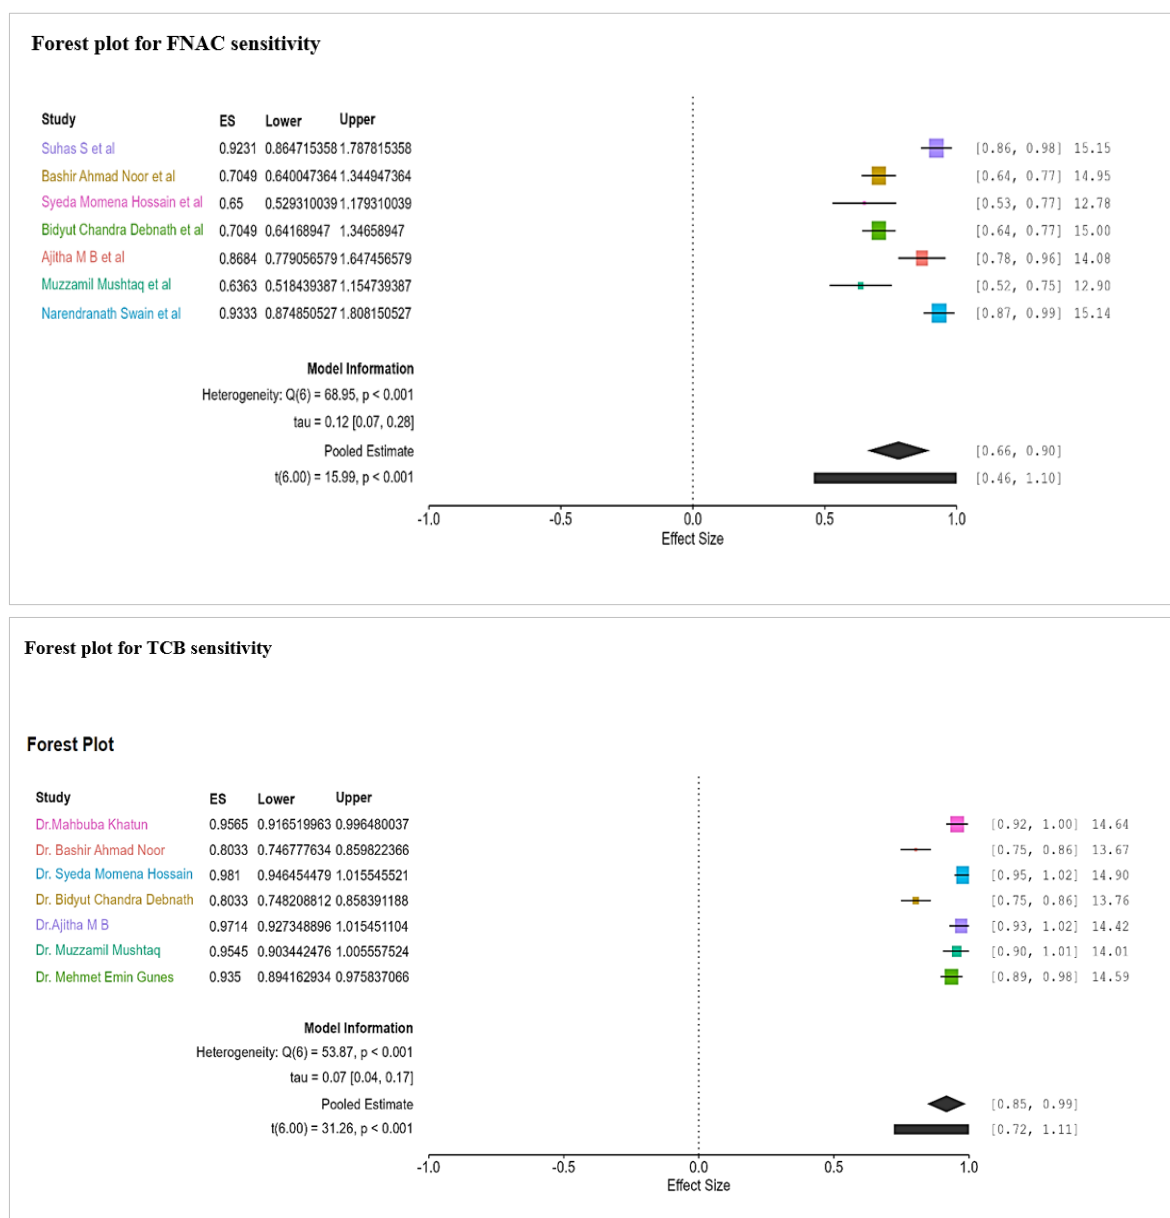 Forest plot for FNAC sensitivity
Study ES Lower Upper
Suhas S et al 0.9231 0.864715358 1.787815358 [0.86, 0.98] 15.15
Bashir Ahmad Noor et al 0.7049 0.640047364 1.344947364 [0.64, 0.77] 14.95
Syeda Momena Hossain et al 0.65 0.529310039 1.179310039 [0.53, 0.77] 12.78
Bidyut Chandra Debnath et al 0.7049 0.64168947 1.34658947 [0.64, 0.77] 15.00
Ajitha M B et al 0.8684 0.779056579 1.647456579 [0.78, 0.96] 14.08
Muzzamil Mushtaq et al 0.6363 0.518439387 1.154739387 [0.52, 0.75] 12.90
Narendranath Swain et al 0.9333 0.874850527 1.808150527 [0.87, 0.99] 15.14
Model Information
Heterogeneity: Q(6) = 68.95, p < 0.001
tau = 0.12 [0.07, 0.28]
Pooled Estimate [0.66, 0.90]
t(6.00) = 15.99, p < 0.001 [0.46, 1.10]
-1.0 -0.5 0.0 0.5 1.0
Effect Size
Forest plot for TCB sensitivity
Forest Plot
Study ES Lower Upper
Dr.Mahbuba Khatun 0.9565 0.916519963 0.996480037 [0.92, 1.00] 14.64
Dr. Bashir Ahmad Noor 0.8033 0.746777634 0.859822366 [0.75, 0.86] 13.67
Dr. Syeda Momena Hossain 0.981 0.946454479 1.015545521 [0.95, 1.02] 14.90
Dr. Bidyut Chandra Debnath 0.8033 0.748208812 0.858391188 [0.75, 0.86] 13.76
Dr.Ajitha M B 0.9714 0.927348896 1.015451104 [0.93, 1.02] 14.42
Dr. Muzzamil Mushtaq 0.9545 0.903442476 1.005557524 [0.90, 1.01] 14.01
Dr. Mehmet Emin Gunes 0.935 0.894162934 0.975837066 [0.89, 0.98] 14.59
Model Information
Heterogeneity: Q(6) = 53.87, p < 0.001
tau = 0.07 [0.04, 0.17]
Pooled Estimate [0.85, 0.99]
t(6.00) = 31.26, p < 0.001 [0.72, 1.11]
-1.0 -0.5 0.0 0.5 1.0
Effect Size